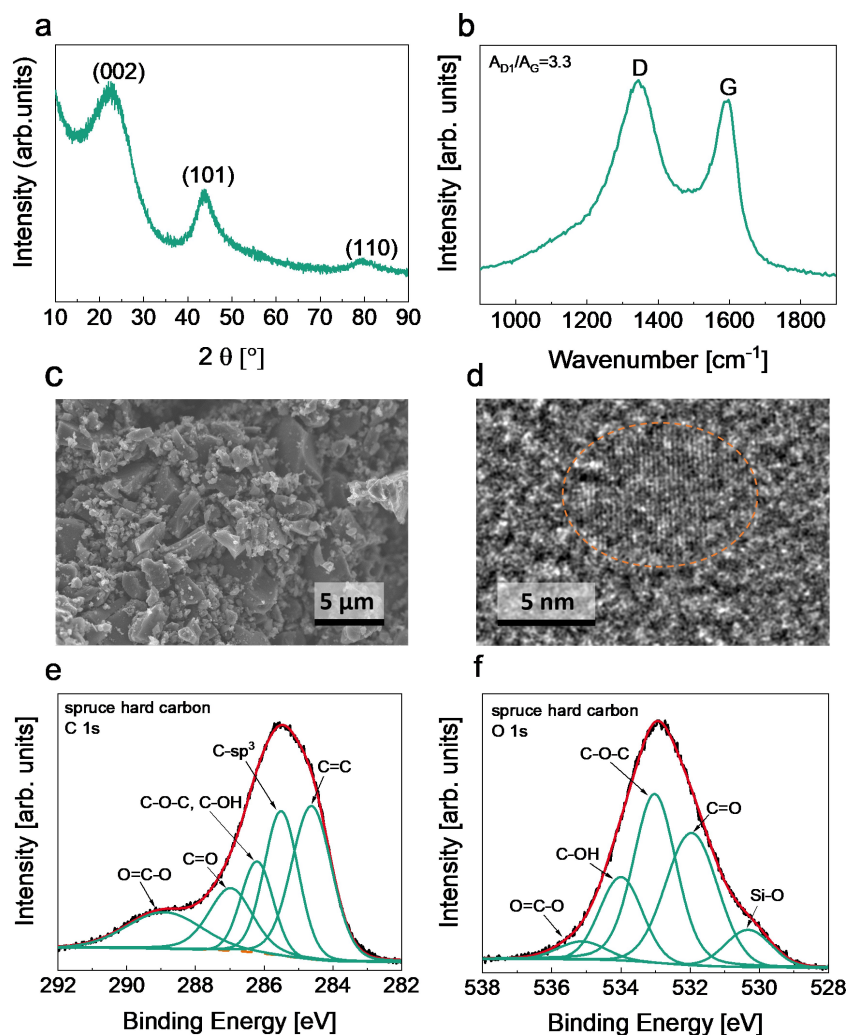 a
(002)
(101)
(110)
Intensity (arb.units)
10 20 30 40 50 60 70 80 90
2 θ [°]
b
A_D1/A_G=3.3
D
G
Intensity [arb. units]
1000 1200 1400 1600 1800
Wavenumber [cm⁻¹]
c
5 µm
d
5 nm
e
spruce hard carbon
C 1s
C-sp³
C=C
C-O-C, C-OH
C=O
O=C-O
Intensity [arb. units]
292 290 288 286 284 282
Binding Energy [eV]
f
spruce hard carbon
O 1s
C-O-C
C=O
C-OH
O=C-O
Si-O
Intensity [arb. units]
538 536 534 532 530 528
Binding Energy [eV]